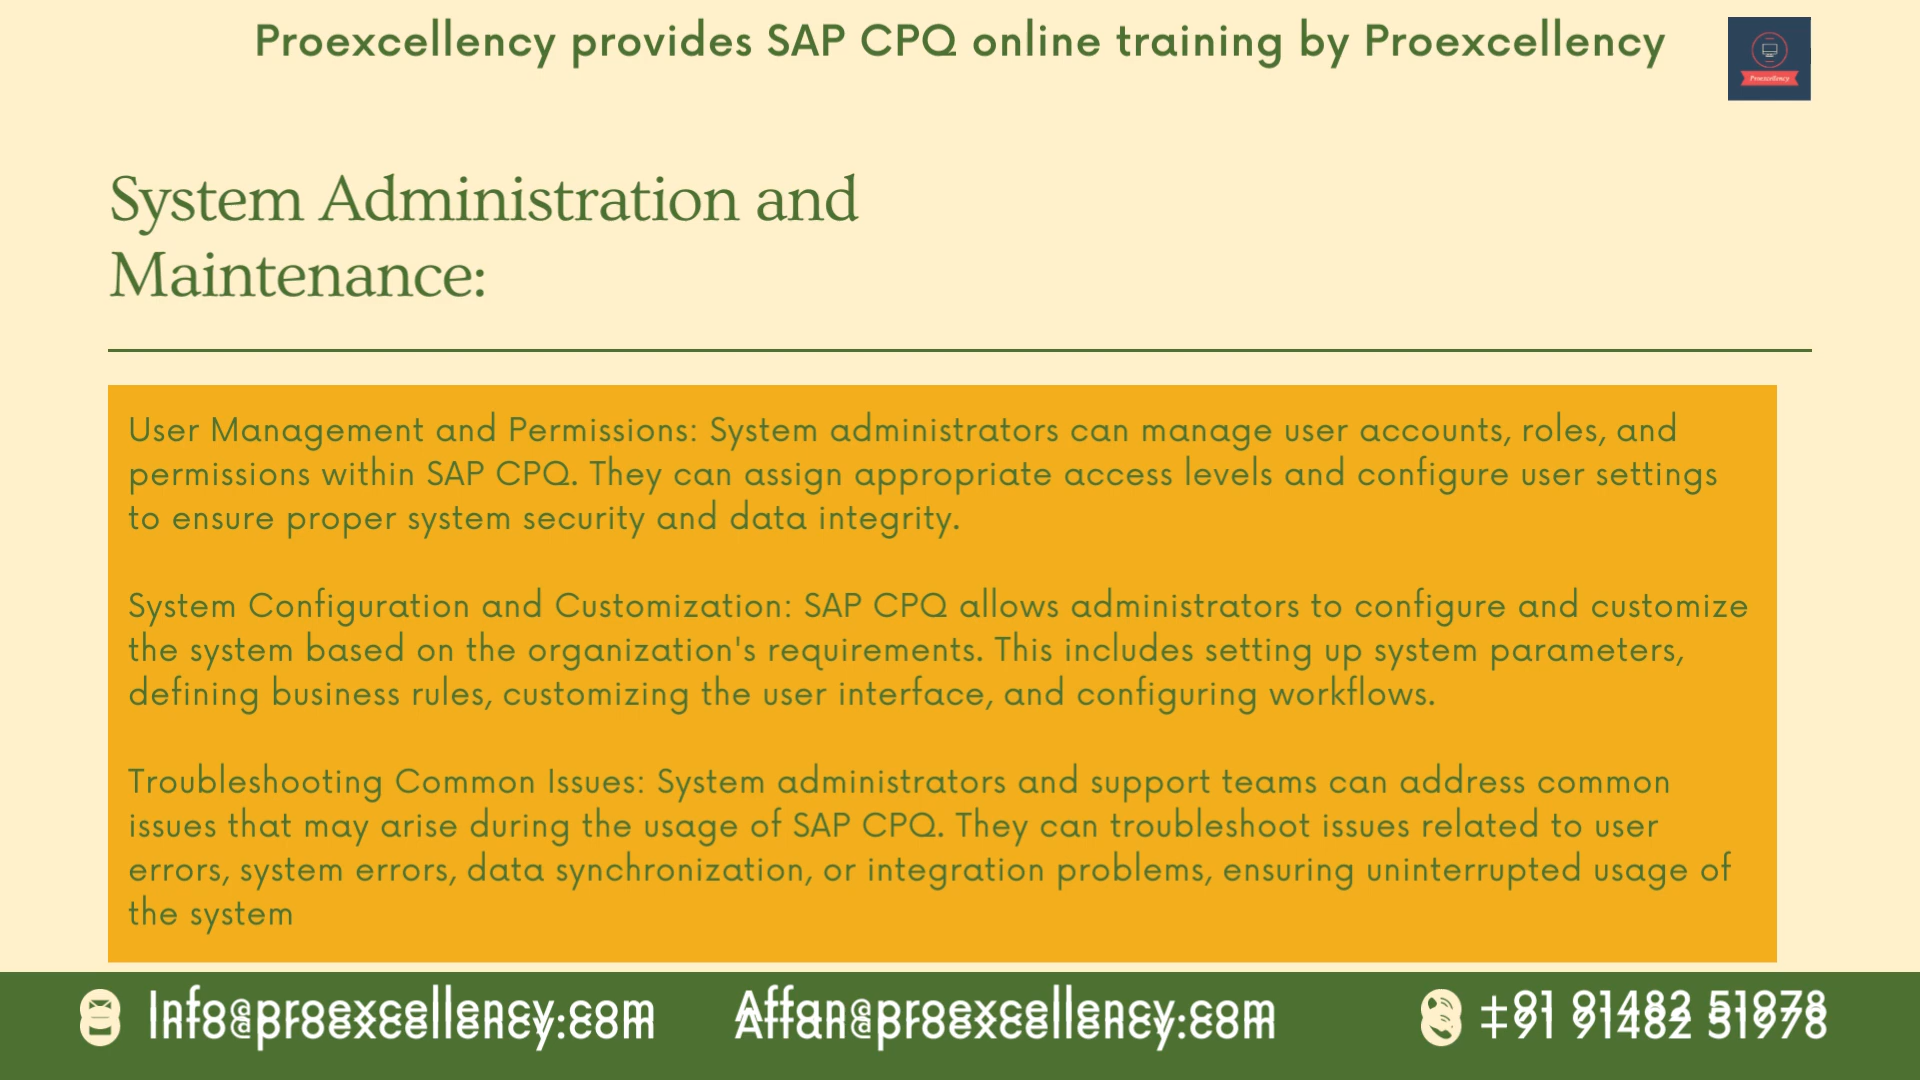 Proexcellency provides SAP CPQ online training by Proexcellency
Proexcellency
System Administration and
Maintenance:
User Management and Permissions: System administrators can manage user accounts, roles, and
permissions within SAP CPQ. They can assign appropriate access levels and configure user settings
to ensure proper system security and data integrity.
System Configuration and Customization: SAP CPQ allows administrators to configure and customize
the system based on the organization's requirements. This includes setting up system parameters,
defining business rules, customizing the user interface, and configuring workflows.
Troubleshooting Common Issues: System administrators and support teams can address common
issues that may arise during the usage of SAP CPQ. They can troubleshoot issues related to user
errors, system errors, data synchronization, or integration problems, ensuring uninterrupted usage of
the system
Info@proexcellency.com Affan@proexcellency.com +91 91482 51978